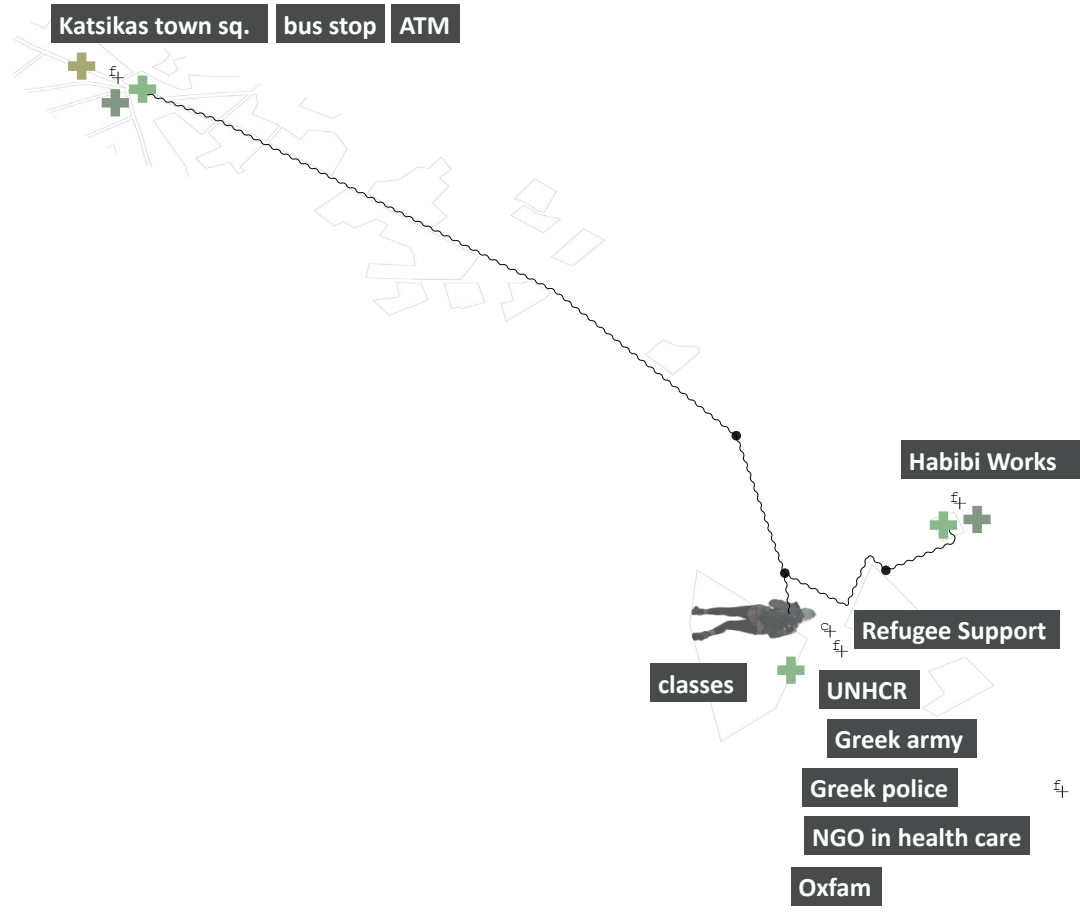 Katsikas town sq. bus stop ATM
f
Habibi Works
f
c
Refugee Support
f
classes
UNHCR
Greek army
Greek police
f
NGO in health care
Oxfam